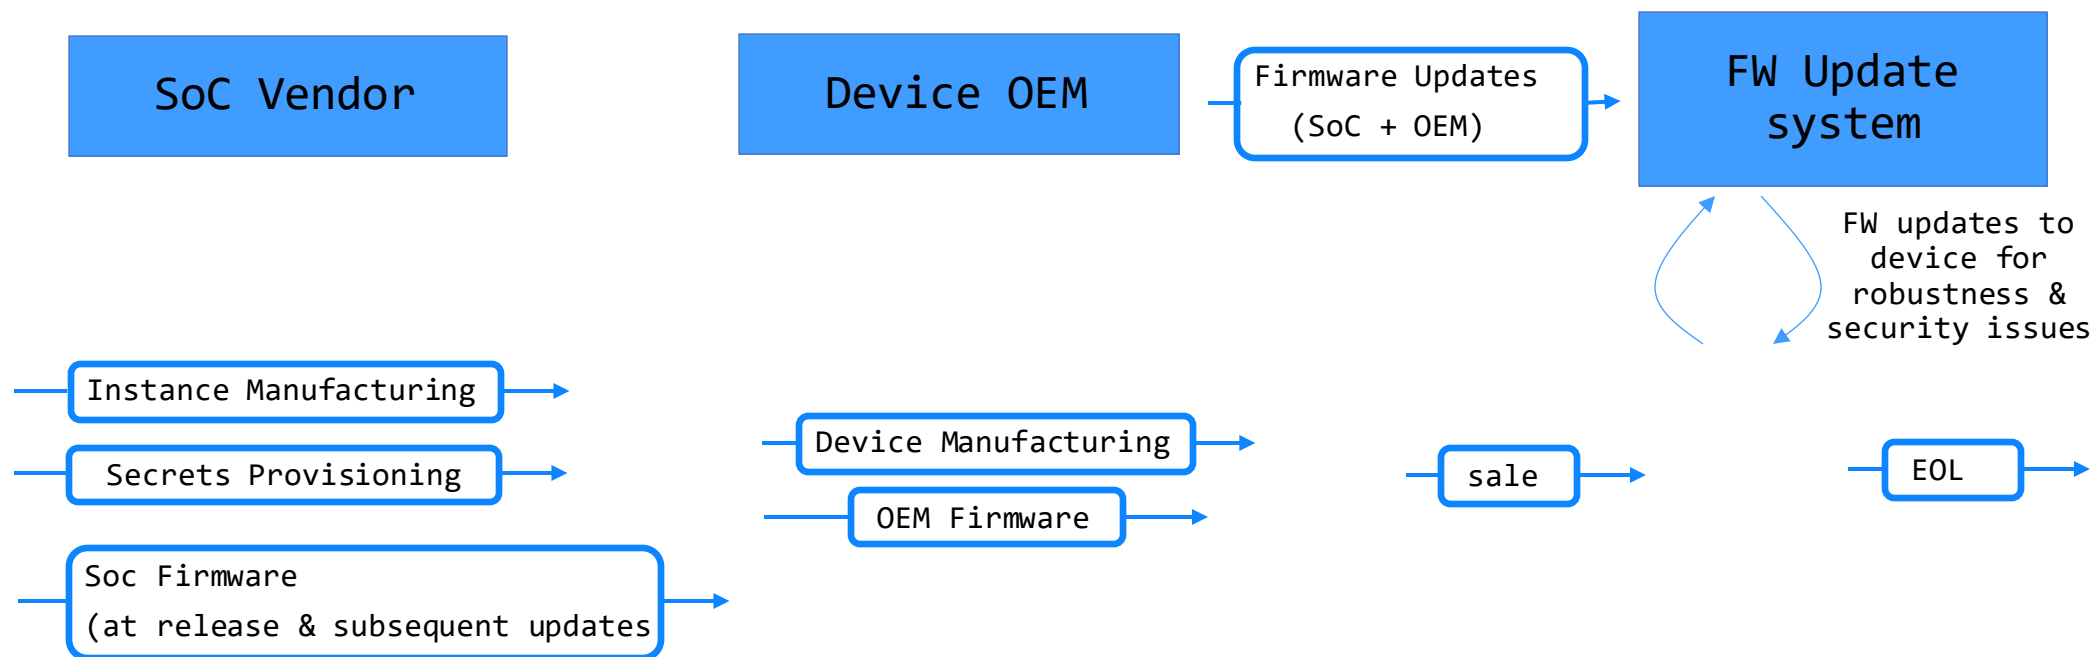 SoC Vendor
Device OEM
Firmware Updates
(SoC + OEM)
FW Update
system
FW updates to
device for
robustness &
security issues
Instance Manufacturing
Secrets Provisioning
Soc Firmware
(at release & subsequent updates
Device Manufacturing
OEM Firmware
sale
EOL